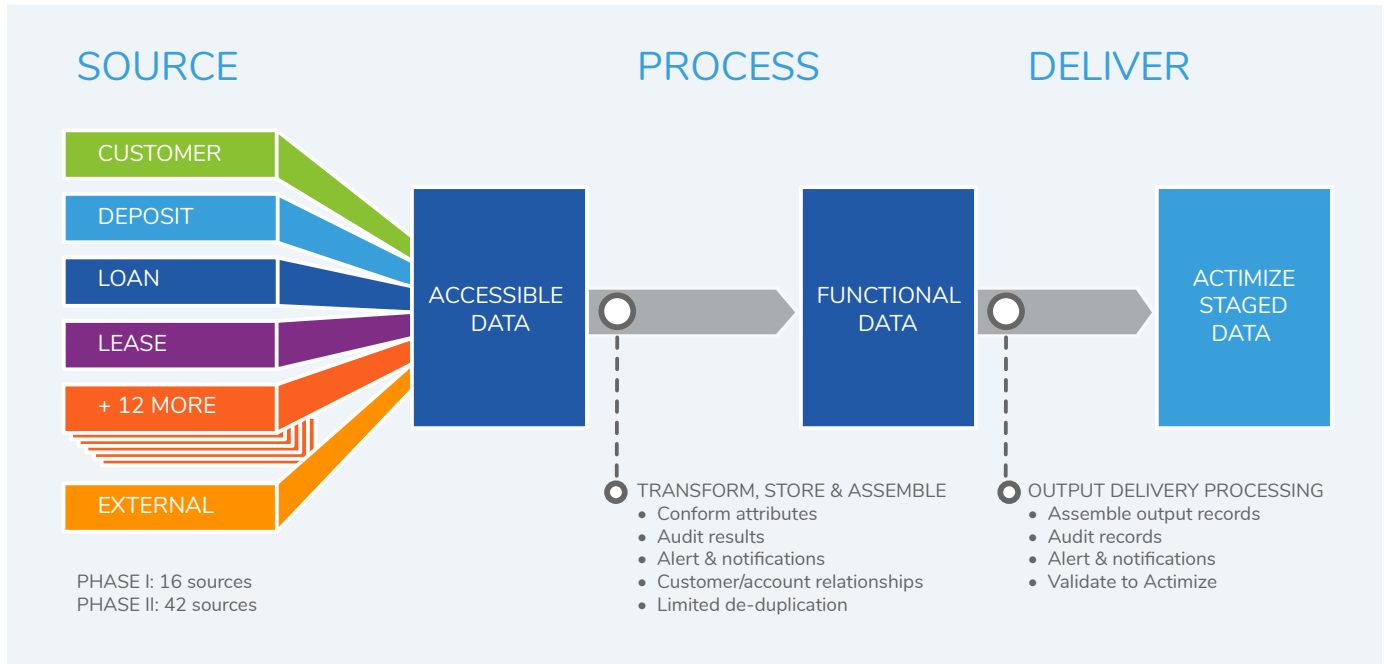 SOURCE
PROCESS
DELIVER
CUSTOMER
DEPOSIT
LOAN
LEASE
+ 12 MORE
EXTERNAL
ACCESSIBLE
DATA
FUNCTIONAL
DATA
ACTIMIZE
STAGED
DATA
PHASE I: 16 sources
PHASE II: 42 sources
TRANSFORM, STORE & ASSEMBLE
• Conform attributes
• Audit results
• Alert & notifications
• Customer/account relationships
• Limited de-duplication
OUTPUT DELIVERY PROCESSING
• Assemble output records
• Audit records
• Alert & notifications
• Validate to Actimize